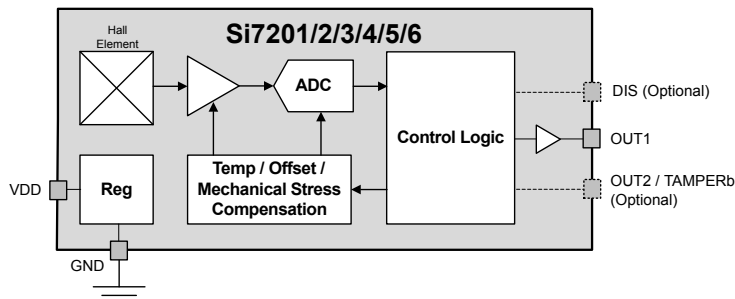 Si7201/2/3/4/5/6
Hall
Element
ADC
Control Logic
Temp / Offset /
Mechanical Stress
Compensation
Reg
VDD
GND
DIS (Optional)
OUT1
OUT2 / TAMPERb
(Optional)